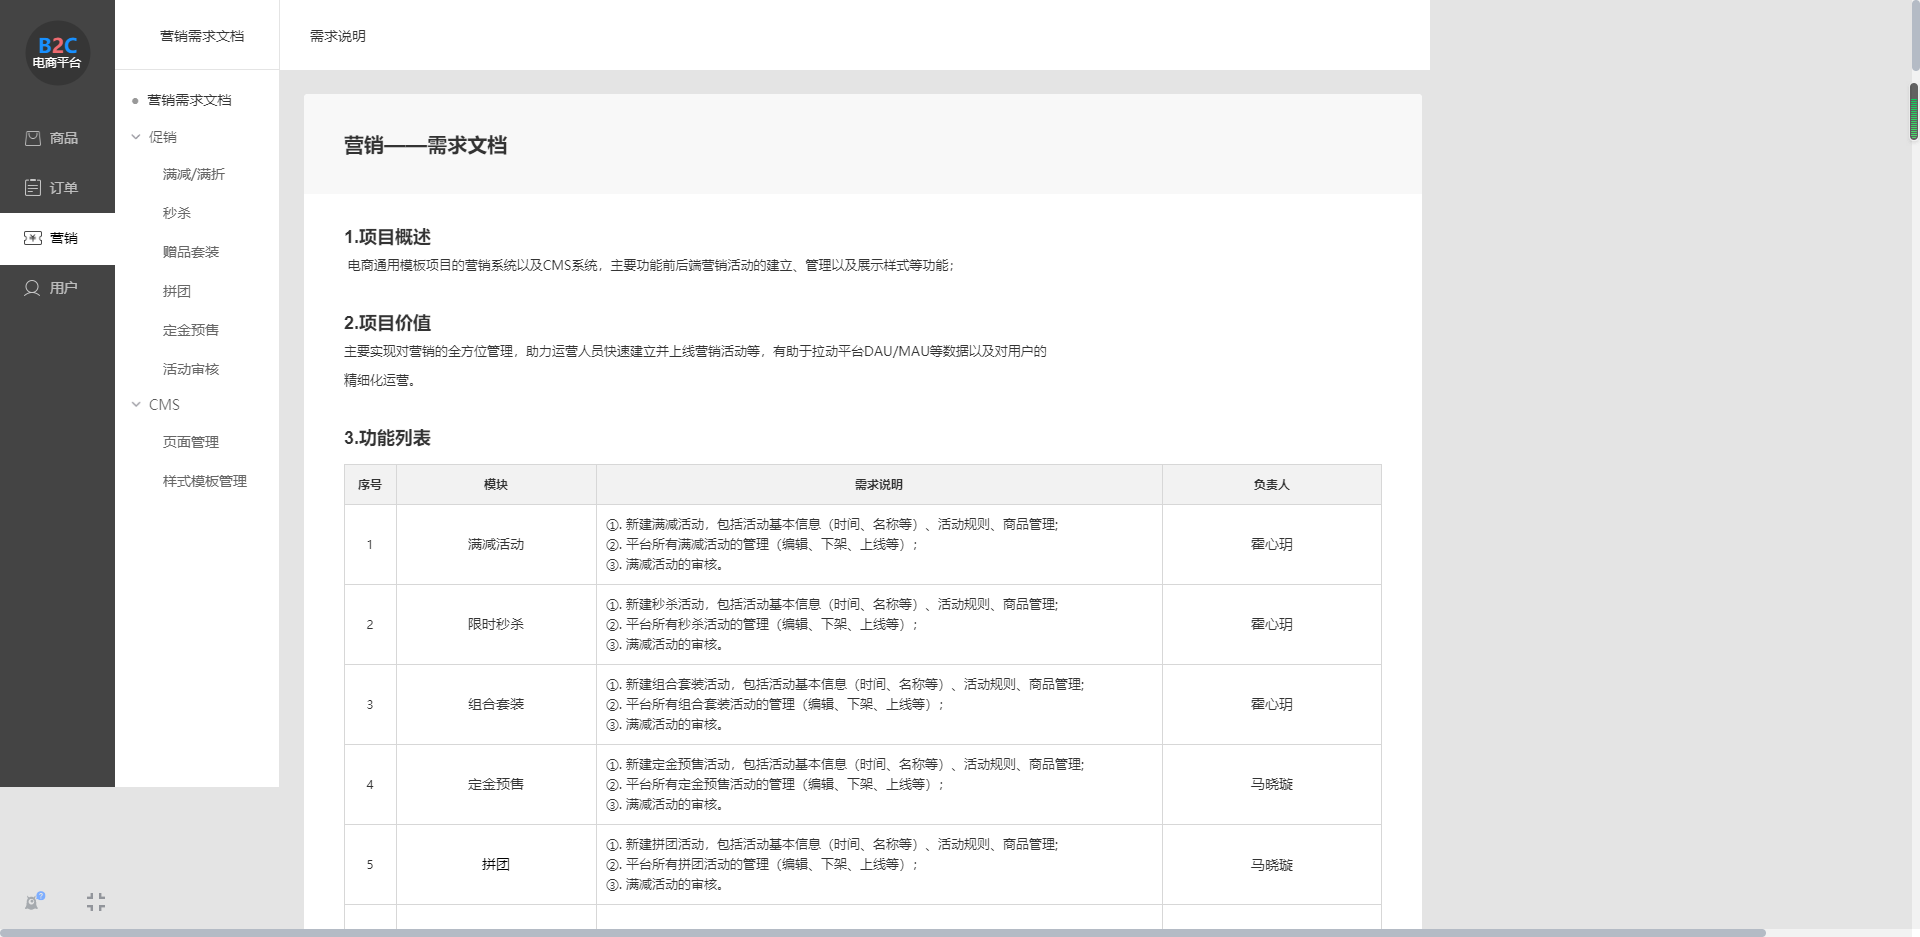 B2C
电商平台
商品
订单
营销
用户
营销需求文档
营销需求文档
促销
满减/满折
秒杀
赠品套装
拼团
定金预售
活动审核
CMS
页面管理
样式模板管理
需求说明
营销——需求文档
1.项目概述
电商通用模板项目的营销系统以及CMS系统，主要功能前后端营销活动的建立、管理以及展示样式等功能；
2.项目价值
主要实现对营销的全方位管理，助力运营人员快速建立并上线营销活动等，有助于拉动平台DAU/MAU等数据以及对用户的
精细化运营。
3.功能列表
序号 模块 需求说明 负责人
①. 新建满减活动，包括活动基本信息（时间、名称等）、活动规则、商品管理;
1 满减活动 ②. 平台所有满减活动的管理（编辑、下架、上线等）; 霍心玥
③. 满减活动的审核。
①. 新建秒杀活动，包括活动基本信息（时间、名称等）、活动规则、商品管理;
2 限时秒杀 ②. 平台所有秒杀活动的管理（编辑、下架、上线等）; 霍心玥
③. 满减活动的审核。
①. 新建组合套装活动，包括活动基本信息（时间、名称等）、活动规则、商品管理;
3 组合套装 ②. 平台所有组合套装活动的管理（编辑、下架、上线等）; 霍心玥
③. 满减活动的审核。
①. 新建定金预售活动，包括活动基本信息（时间、名称等）、活动规则、商品管理;
4 定金预售 ②. 平台所有定金预售活动的管理（编辑、下架、上线等）; 马晓璇
③. 满减活动的审核。
①. 新建拼团活动，包括活动基本信息（时间、名称等）、活动规则、商品管理;
5 拼团 ②. 平台所有拼团活动的管理（编辑、下架、上线等）; 马晓璇
③. 满减活动的审核。